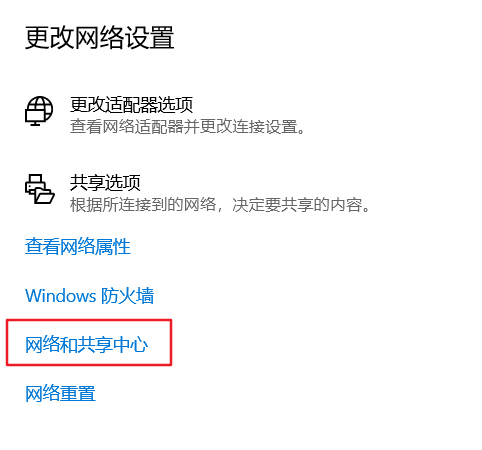 更改网络设置
更改适配器选项
查看网络适配器并更改连接设置。
共享选项
根据所连接到的网络，决定要共享的内容。
查看网络属性
Windows 防火墙
网络和共享中心
网络重置